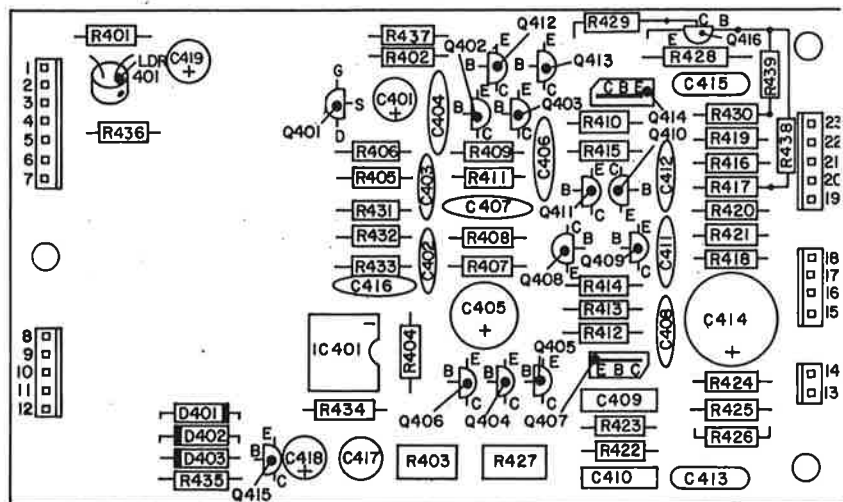 R401
LDR
401
C419
R437
R402
Q412
Q402
R429
C B
E
Q416
Q413
R428
C415
R439
1
2
3
4
5
6
7
G
S
D
Q401
C401
C404
E
B
C
E
B
C
B
E
C
B
E
C
Q403
C B E
Q414
Q410
R430
R438
R436
R410
R419
23
22
21
20
19
R406
R409
C406
R415
C412
R416
R405
C403
R411
E
B
C
C
B
E
Q411
R417
R431
C407
R420
R432
C402
R408
B
E
C
B
E
C
Q408
Q409
C411
R421
R433
R407
R418
C416
R414
18
17
16
15
C405
+
R413
C408
C414
+
8
9
10
11
12
IC401
R404
R412
E
B
C
E
B
C
Q405
E
B
C
E B C
14
13
R424
R434
Q406
Q404
Q407
C409
R425
D401
R423
R426
D402
E
B
C
D403
C418
+
C417
R403
R427
R422
R435
Q415
C410
C413